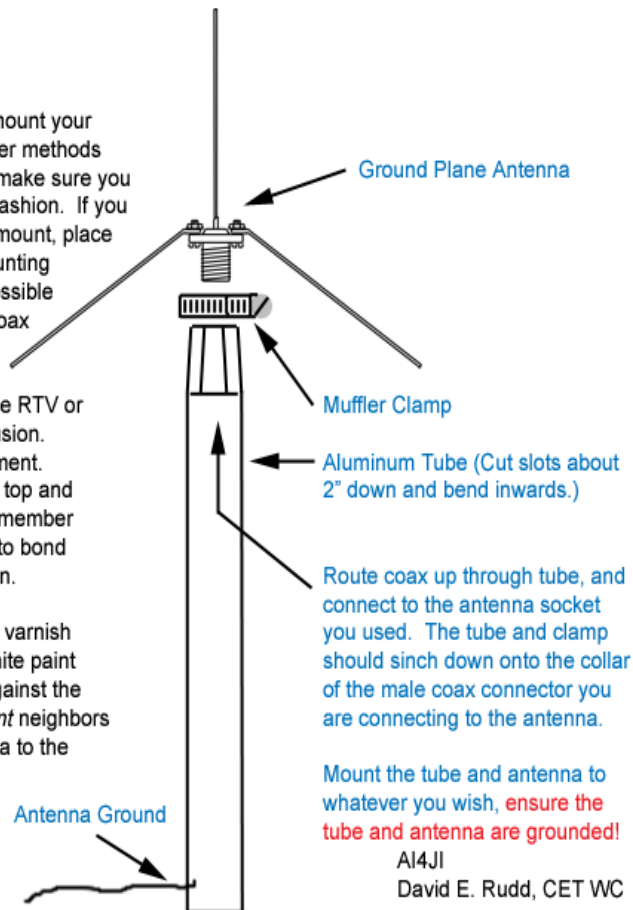 mount your
er methods
make sure you
ashion. If you
mount, place
unting
ssible
oax
e RTV or
usion.
ment.
top and
member
to bond
n.
varnish
ite paint
gainst the
nt neighbors
a to the
Ground Plane Antenna
Muffler Clamp
Aluminum Tube (Cut slots about
2" down and bend inwards.)
Route coax up through tube, and
connect to the antenna socket
you used. The tube and clamp
should sinch down onto the collar
of the male coax connector you
are connecting to the antenna.
Mount the tube and antenna to
whatever you wish, ensure the
tube and antenna are grounded!
Antenna Ground
AI4JI
David E. Rudd, CET WC